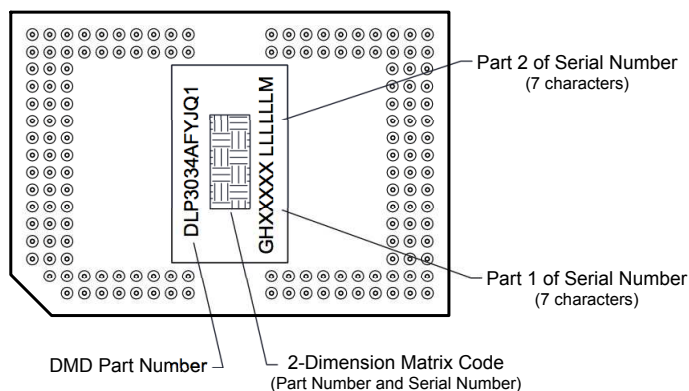 Part 2 of Serial Number
(7 characters)
DLP3034AFYJQ1
GHXXXXX LLLLLLM
Part 1 of Serial Number
(7 characters)
DMD Part Number
2-Dimension Matrix Code
(Part Number and Serial Number)